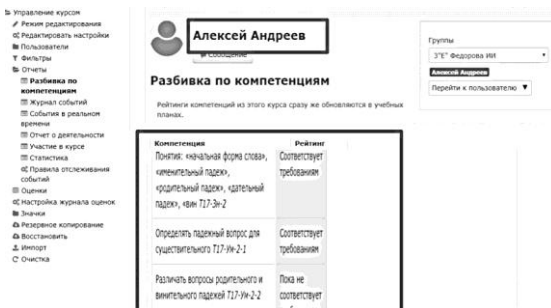 Управление курсом
Режим редактирования
Редактировать настройки
Пользователи
Фильтры
Отчеты
Разбивка по
компетенциям
Журнал событий
События в реальном
времени
Отчет о деятельности
Участие в курсе
Статистика
Правила отслеживания
событий
Оценки
Настройка журнала оценок
Значки
Резервное копирование
Восстановить
Импорт
Очистка
Алексей Андреев
Сообщение
Разбивка по компетенциям
Рейтинги компетенций из этого курса сразу же обновляются в учебных
планах.
Группы
3"Е" Федорова ИИ
Алексей Андреев
Перейти к пользователю
Компетенция Рейтинг
Понятия: «начальная форма слова», Соответствует
«именительный падеж», требованиям
«родительный падеж», «дательный
падеж», «вин Т17-Зн-2
Определять падежный вопрос для Соответствует
существительного Т17-Ум-2-1 требованиям
Различать вопросы родительного и Пока не
винительного падежей Т17-Ум-2-2 соответствует